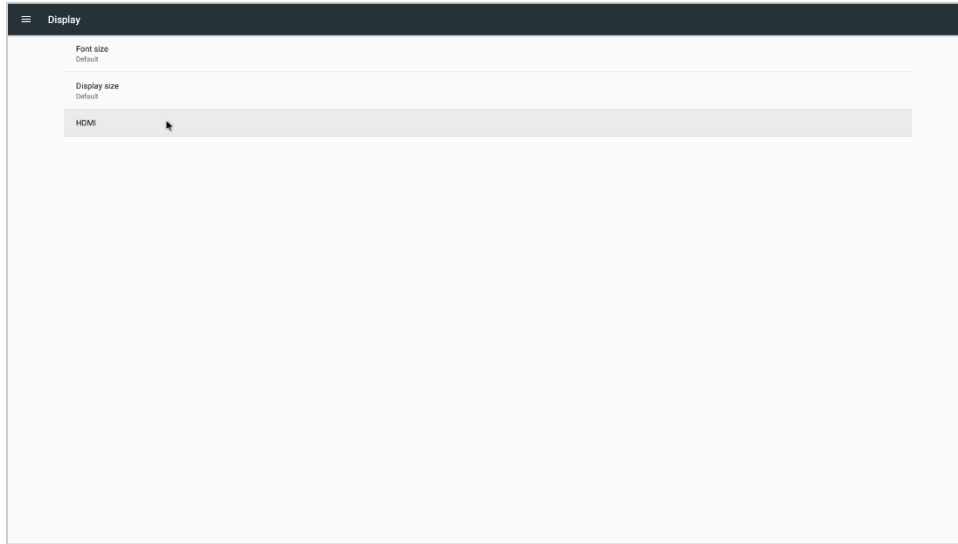 Display
Font size
Default
Display size
Default
HDMI